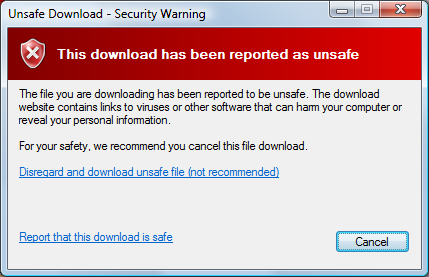 Unsafe Download - Security Warning
This download has been reported as unsafe
The file you are downloading has been reported to be unsafe. The download
website contains links to viruses or other software that can harm your computer or
reveal your personal information.
For your safety, we recommend you cancel this file download.
Disregard and download unsafe file (not recommended)
Report that this download is safe
Cancel